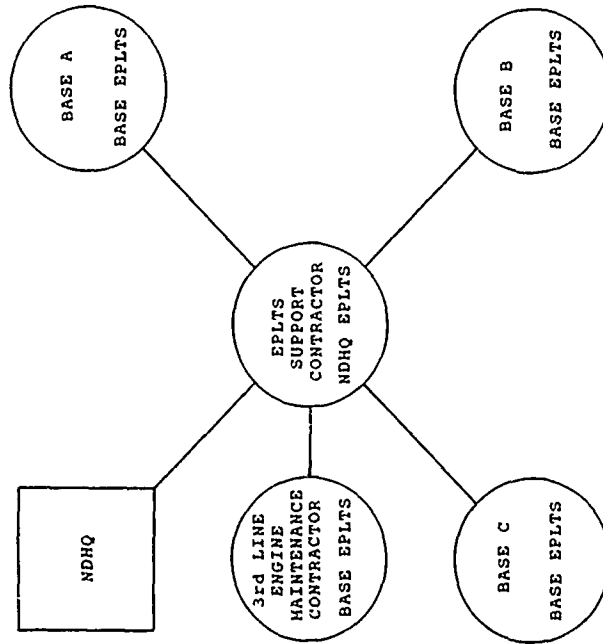 NDHQ
BASE A
BASE EPLTS
3rd LINE
ENGINE
MAINTENANCE
CONTRACTOR
BASE EPLTS
EPLTS
SUPPORT
CONTRACTOR
NDHQ EPLTS
BASE C
BASE EPLTS
BASE B
BASE EPLTS